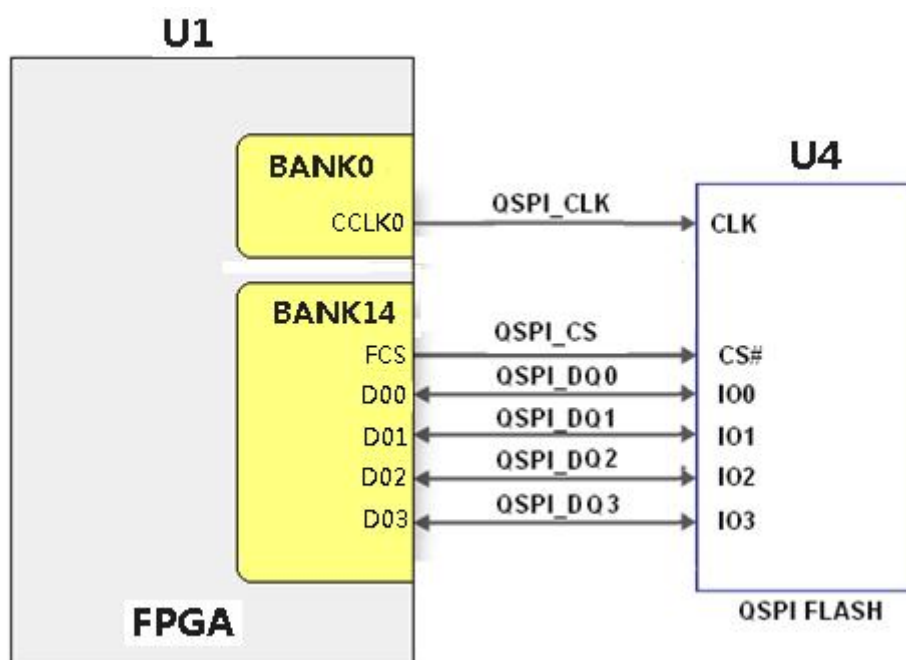 U1
U4
BANK0
CCLK0
QSPI_CLK
CLK
BANK14
FCS
QSPI_CS
CS#
D00
QSPI_DQ0
IO0
D01
QSPI_DQ1
IO1
D02
QSPI_DQ2
IO2
D03
QSPI_DQ3
IO3
FPGA
QSPI FLASH